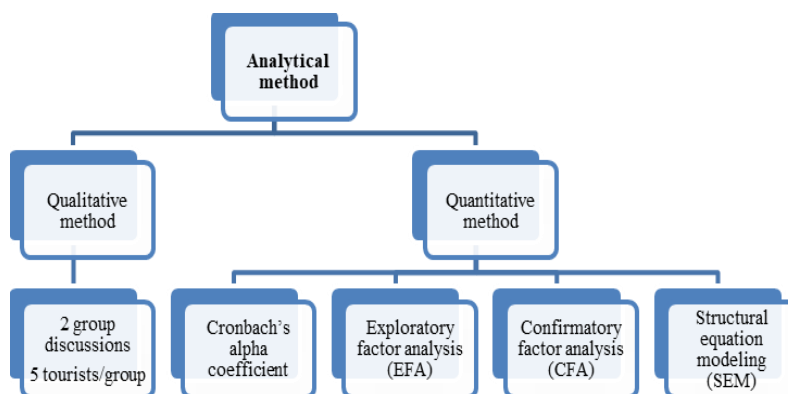 Analytical
method
Qualitative
method
Quantitative
method
2 group
discussions
5 tourists/group
Cronbach's
alpha
coefficient
Exploratory
factor analysis
(EFA)
Confirmatory
factor analysis
(CFA)
Structural
equation
modeling
(SEM)